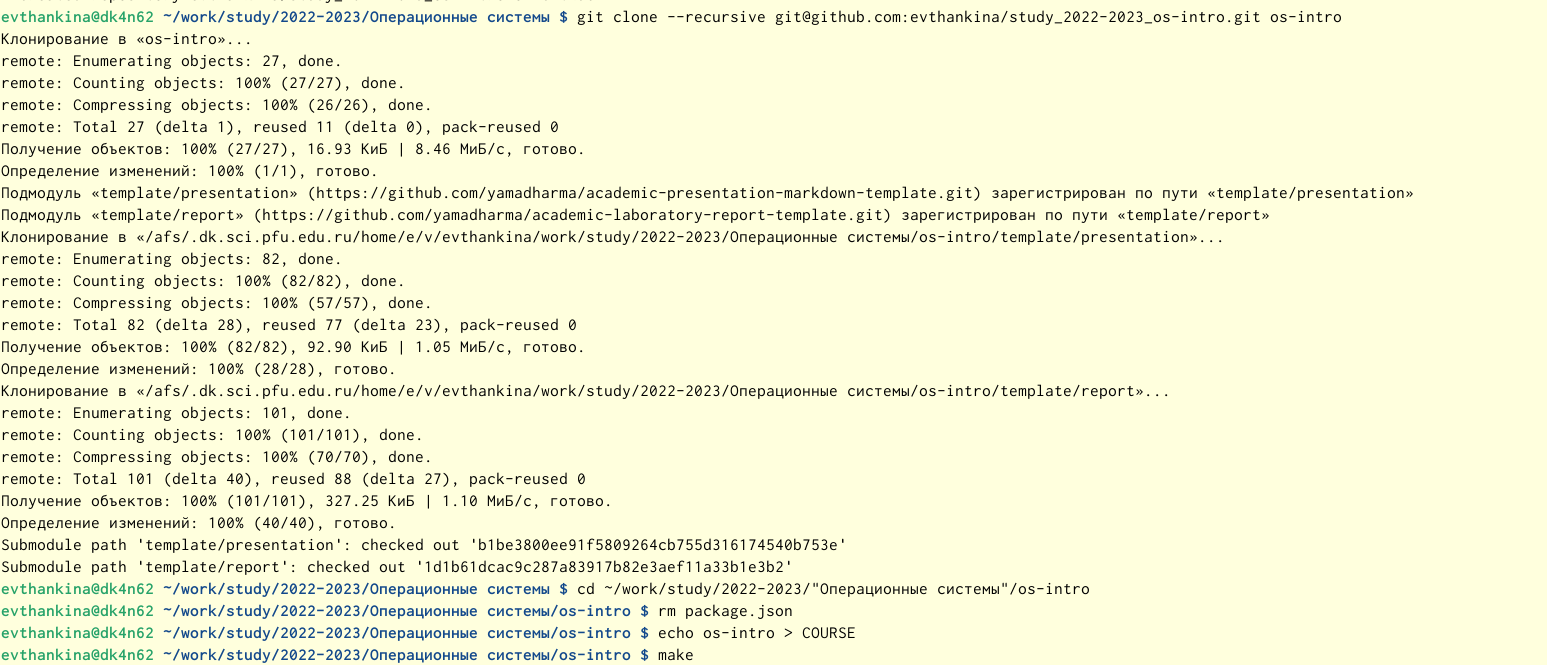 evthankina@dk4n62 ~/work/study/2022-2023/Операционные системы $ git clone --recursive git@github.com:evthankina/study_2022-2023_os-intro.git os-intro
Клонирование в «os-intro»...
remote: Enumerating objects: 27, done.
remote: Counting objects: 100% (27/27), done.
remote: Compressing objects: 100% (26/26), done.
remote: Total 27 (delta 1), reused 11 (delta 0), pack-reused 0
Получение объектов: 100% (27/27), 16.93 КиБ | 8.46 МиБ/с, готово.
Определение изменений: 100% (1/1), готово.
Подмодуль «template/presentation» (https://github.com/yamadharma/academic-presentation-markdown-template.git) зарегистрирован по пути «template/presentation»
Подмодуль «template/report» (https://github.com/yamadharma/academic-laboratory-report-template.git) зарегистрирован по пути «template/report»
Клонирование в «/afs/.dk.sci.pfu.edu.ru/home/e/v/evthankina/work/study/2022-2023/Операционные системы/os-intro/template/presentation»...
remote: Enumerating objects: 82, done.
remote: Counting objects: 100% (82/82), done.
remote: Compressing objects: 100% (57/57), done.
remote: Total 82 (delta 28), reused 77 (delta 23), pack-reused 0
Получение объектов: 100% (82/82), 92.90 КиБ | 1.05 МиБ/с, готово.
Определение изменений: 100% (28/28), готово.
Клонирование в «/afs/.dk.sci.pfu.edu.ru/home/e/v/evthankina/work/study/2022-2023/Операционные системы/os-intro/template/report»...
remote: Enumerating objects: 101, done.
remote: Counting objects: 100% (101/101), done.
remote: Compressing objects: 100% (70/70), done.
remote: Total 101 (delta 40), reused 88 (delta 27), pack-reused 0
Получение объектов: 100% (101/101), 327.25 КиБ | 1.10 МиБ/с, готово.
Определение изменений: 100% (40/40), готово.
Submodule path 'template/presentation': checked out 'b1be3800ee91f5809264cb755d316174540b753e'
Submodule path 'template/report': checked out '1d1b61dcac9c287a83917b82e3aef11a33b1e3b2'
evthankina@dk4n62 ~/work/study/2022-2023/Операционные системы $ cd ~/work/study/2022-2023/"Операционные системы"/os-intro
evthankina@dk4n62 ~/work/study/2022-2023/Операционные системы/os-intro $ rm package.json
evthankina@dk4n62 ~/work/study/2022-2023/Операционные системы/os-intro $ echo os-intro > COURSE
evthankina@dk4n62 ~/work/study/2022-2023/Операционные системы/os-intro $ make